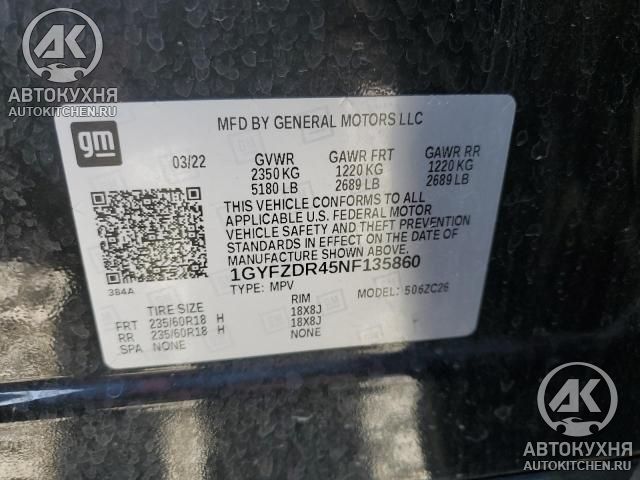 AK
АВТОКУХНЯ
AUTOKITCHEN.RU
gm
MFD BY GENERAL MOTORS LLC
03/22 GVWR GAWR FRT GAWR RR
2350 KG 1220 KG 1220 KG
5180 LB 2689 LB 2689 LB
THIS VEHICLE CONFORMS TO ALL
APPLICABLE U.S. FEDERAL MOTOR
VEHICLE SAFETY AND THEFT PREVENTION
STANDARDS IN EFFECT ON THE DATE OF
MANUFACTURE SHOWN ABOVE.
1GYFZDR45NF135860
TYPE: MPV
384A
MODEL: 506ZC26
TIRE SIZE RIM
FRT 235/60R18 H 18X8J
RR 235/60R18 H 18X8J
SPA NONE NONE
AK
АВТОКУХНЯ
AUTOKITCHEN.RU